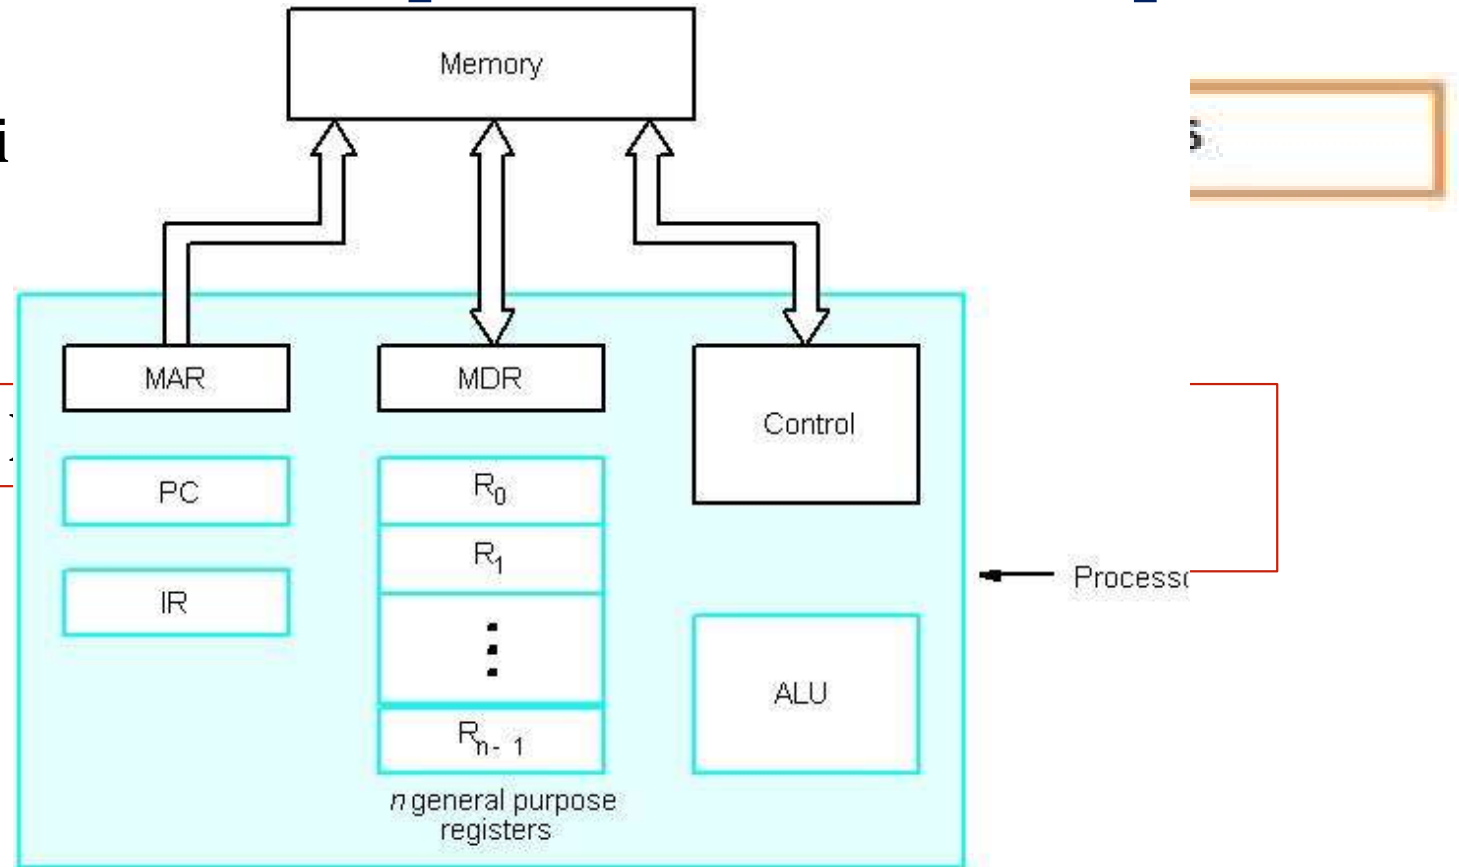 Memory
i
s
MAR
MDR
Control
PC
R0
IR
R1
ALU
Rn- 1
n general purpose
registers